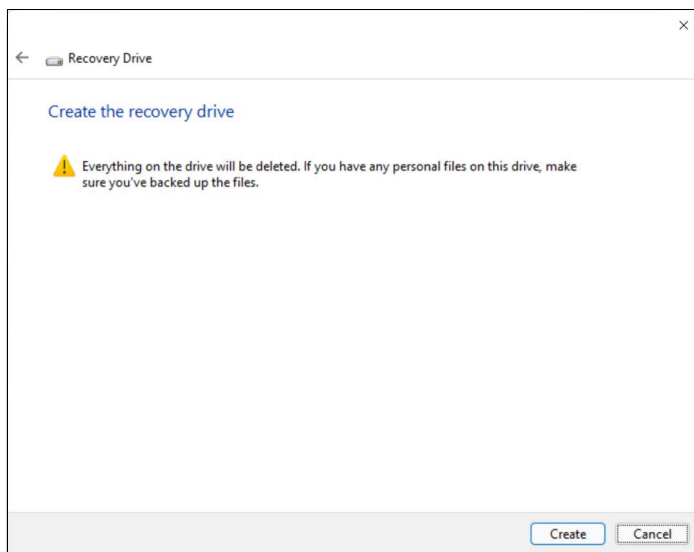 Recovery Drive
Create the recovery drive
Everything on the drive will be deleted. If you have any personal files on this drive, make
sure you've backed up the files.
Create
Cancel